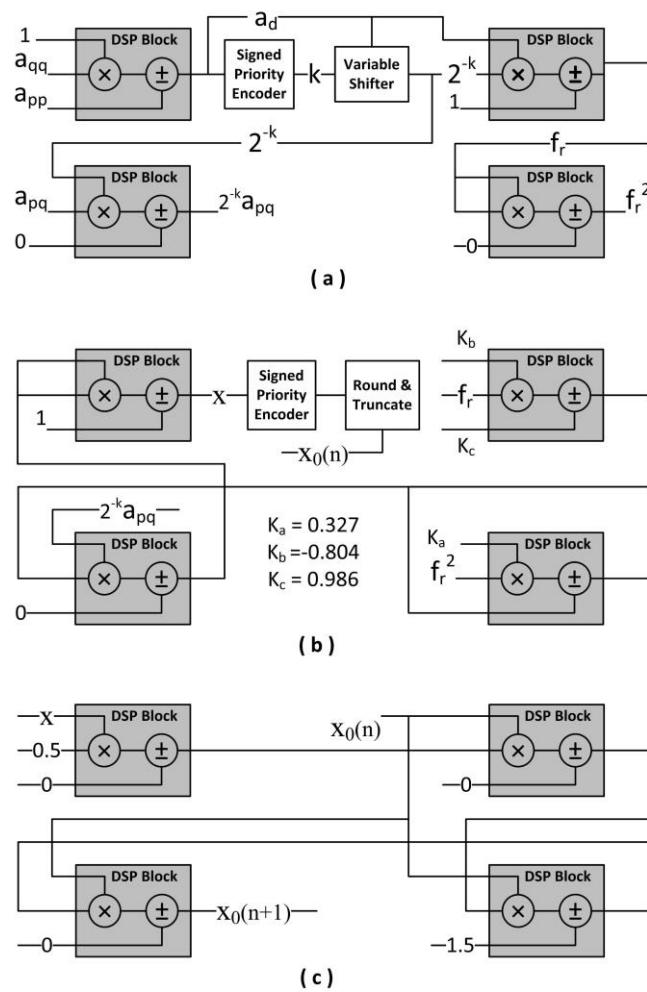 a_d
1
DSP Block
a_qq
×
±
a_pp
Signed Priority Encoder
k
Variable Shifter
2^-k
DSP Block
×
±
1
2^-k
f_r
DSP Block
a_pq
×
±
2^-k a_pq
0
DSP Block
×
±
f_r^2
0
( a )
DSP Block
×
±
1
x
Signed Priority Encoder
Round & Truncate
x_0(n)
K_b
DSP Block
f_r
×
±
K_c
2^-k a_pq
DSP Block
×
±
0
K_a = 0.327
K_b =-0.804
K_c = 0.986
K_a
DSP Block
f_r^2
×
±
( b )
x
DSP Block
0.5
×
±
0
x_0(n)
DSP Block
×
±
0
DSP Block
×
±
x_0(n+1)
0
DSP Block
×
±
1.5
( c )